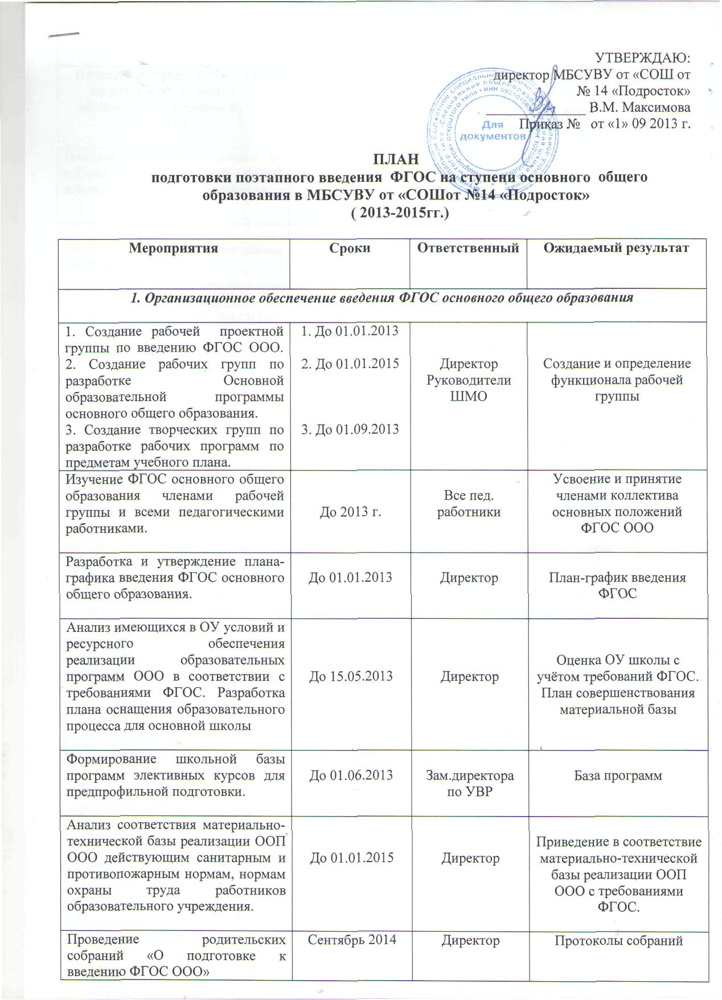 УТВЕРЖДАЮ:
директор МБСУВУ от «СОШ от
№ 14 «Подросток»
______________ В.М. Максимова
Приказ № от «1» 09 2013 г.
Для
документов
ПЛАН
подготовки поэтапного введения ФГОС на ступени основного общего
образования в МБСУВУ от «СОШот №14 «Подросток»
( 2013-2015гг.)
Мероприятия
Сроки
Ответственный
Ожидаемый результат
1. Организационное обеспечение введения ФГОС основного общего образования
1. Создание рабочей проектной
группы по введению ФГОС ООО.
2. Создание рабочих групп по
разработке Основной
образовательной программы
основного общего образования.
3. Создание творческих групп по
разработке рабочих программ по
предметам учебного плана.
1. До 01.01.2013
2. До 01.01.2015
3. До 01.09.2013
Директор
Руководители
ШМО
Создание и определение
функционала рабочей
группы
Изучение ФГОС основного общего
образования членами рабочей
группы и всеми педагогическими
работниками.
До 2013 г.
Все пед.
работники
Усвоение и принятие
членами коллектива
основных положений
ФГОС ООО
Разработка и утверждение плана-
графика введения ФГОС основного
общего образования.
До 01.01.2013
Директор
План-график введения
ФГОС
Анализ имеющихся в ОУ условий и
ресурсного обеспечения
реализации образовательных
программ ООО в соответствии с
требованиями ФГОС. Разработка
плана оснащения образовательного
процесса для основной школы
До 15.05.2013
Директор
Оценка ОУ школы с
учётом требований ФГОС.
План совершенствования
материальной базы
Формирование школьной базы
программ элективных курсов для
предпрофильной подготовки.
До 01.06.2013
Зам.директора
по УВР
База программ
Анализ соответствия материально-
технической базы реализации ООП
ООО действующим санитарным и
противопожарным нормам, нормам
охраны труда работников
образовательного учреждения.
До 01.01.2015
Директор
Приведение в соответствие
материально-технической
базы реализации ООП
ООО с требованиями
ФГОС.
Проведение родительских
собраний «О подготовке к
введению ФГОС ООО»
Сентябрь 2014
Директор
Протоколы собраний